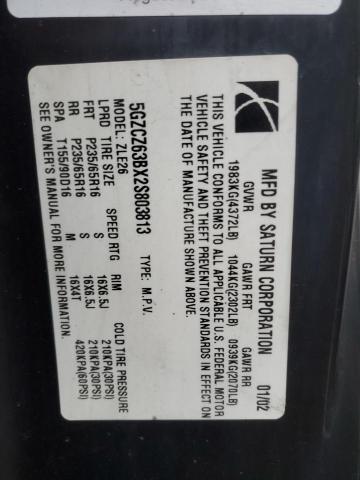 MFD BY SATURN CORPORATION 01/02
GVWR GAWR FRT GAWR RR
1983KG(4372LB) 1044KG(2302LB) 0939KG(2070LB)
THIS VEHICLE CONFORMS TO ALL APPLICABLE U.S. FEDERAL MOTOR
VEHICLE SAFETY AND THEFT PREVENTION STANDARDS IN EFFECT ON
THE DATE OF MANUFACTURE SHOWN ABOVE.
5GZCZ63BX2S803813 TYPE: M.P.V.
MODEL: ZLE26
LPRD TIRE SIZE SPEED RTG RIM COLD TIRE PRESSURE
FRT P235/65R16 S 16X6.5J 210KPA(30PSI)
RR P235/65R16 S 16X6.5J 210KPA(30PSI)
SPA T155/90D16 M 16X4T 420KPA(60PSI)
SEE OWNER'S MANUAL FOR MORE INFORMATION.